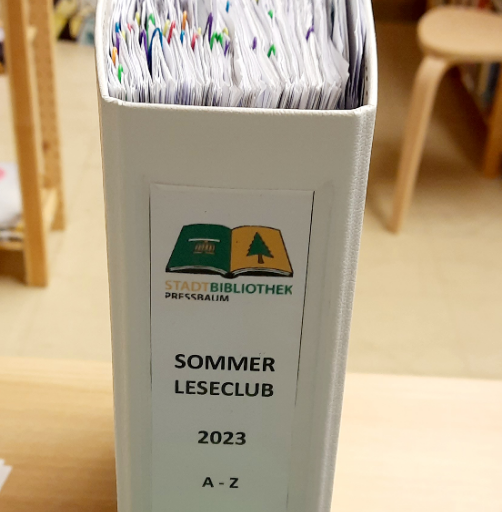 STADTBIBLIOTHEK
PRESSBAUM
SOMMER
LESECLUB
2023
A - Z